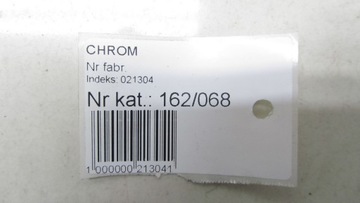 CHROM
Nr fabr.
Indeks: 021304
Nr kat.: 162/068
1 000000 213041